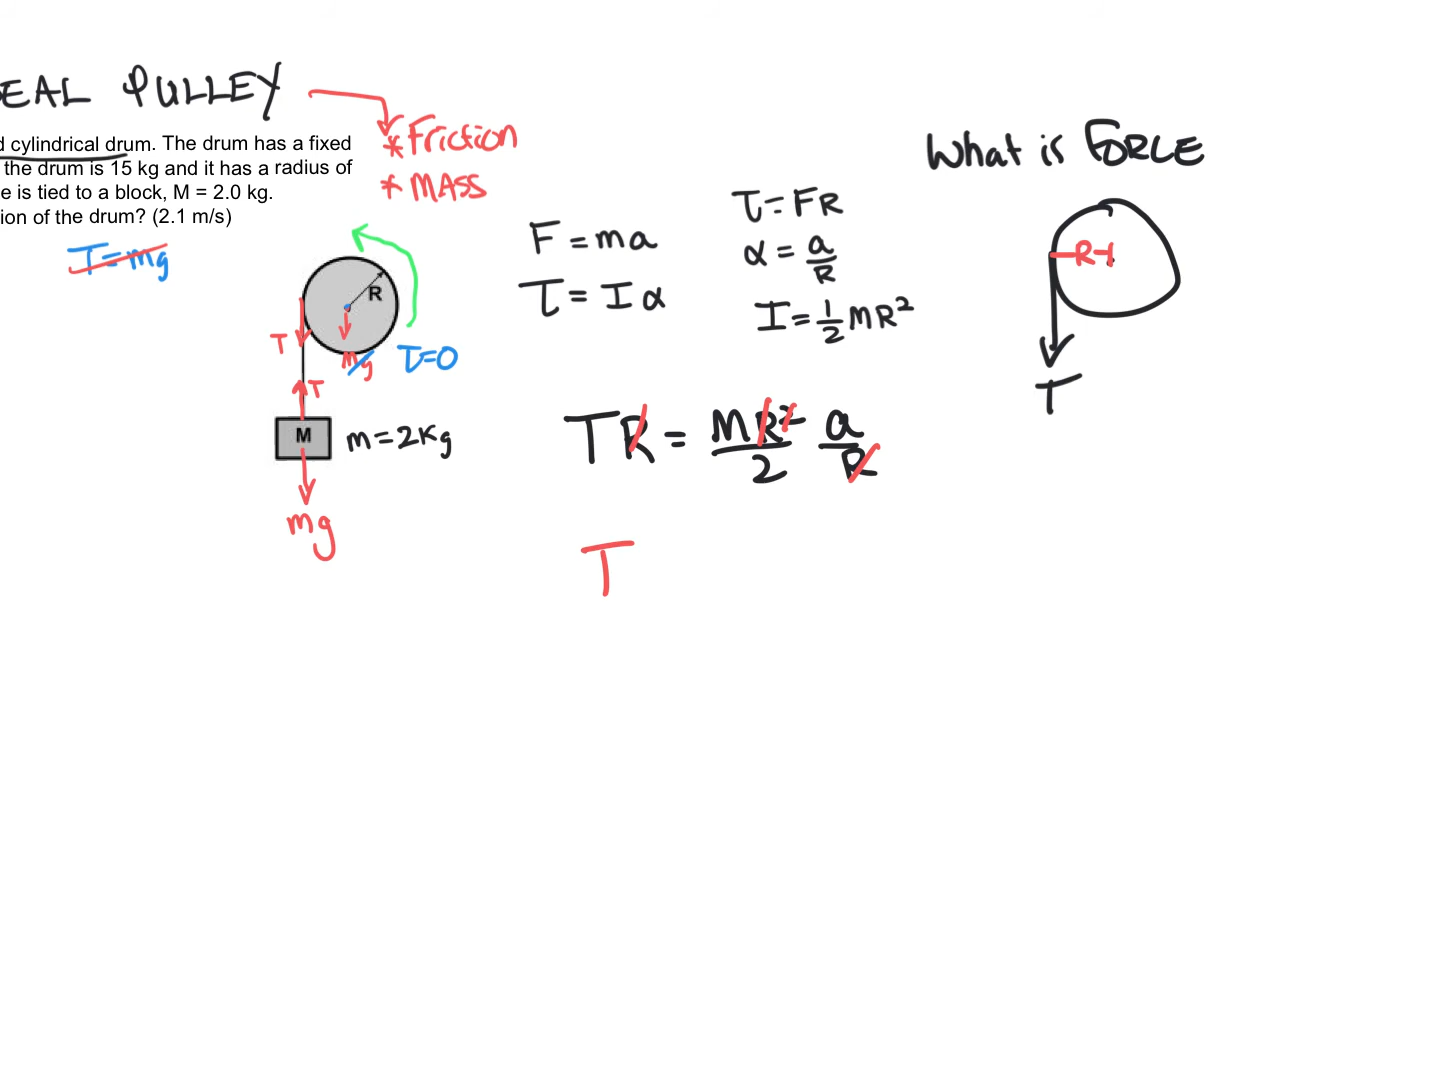 EAL PULLEY
d cylindrical drum. The drum has a fixed
the drum is 15 kg and it has a radius of
e is tied to a block, M = 2.0 kg.
ion of the drum? (2.1 m/s)
* Friction
* MASS
T=mg
R
T
Mg
τ=0
T
M
m=2kg
mg
F=ma
τ=Iα
τ=FR
α=a/R
I=1/2MR²
TR=MR²/2 a/R
T
What is FORCE
R
T